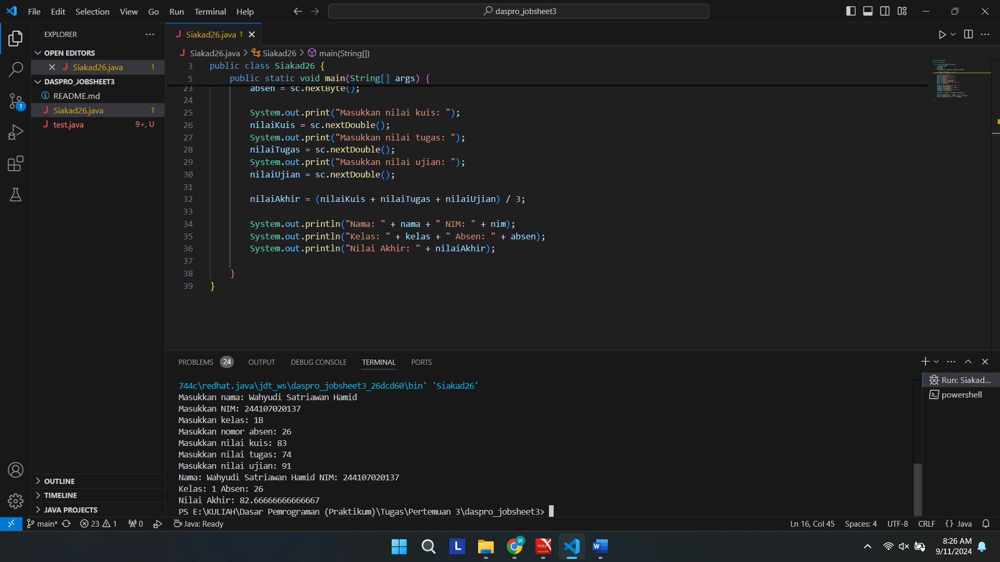 File Edit Selection View Go Run Terminal Help
daspro_jobsheet3
EXPLORER
OPEN EDITORS
Siakad26.java 1
DASPRO_JOBSHEET3
README.md
Siakad26.java 1
test.java 9+, U
OUTLINE
TIMELINE
JAVA PROJECTS
Siakad26.java 1
Siakad26.java > Siakad26 > main(String[])
3 public class Siakad26 {
5 public static void main(String[] args) {
23 absen = sc.nextByte();
24
25 System.out.print("Masukkan nilai kuis: ");
26 nilaiKuis = sc.nextDouble();
27 System.out.print("Masukkan nilai tugas: ");
28 nilaiTugas = sc.nextDouble();
29 System.out.print("Masukkan nilai ujian: ");
30 nilaiUjian = sc.nextDouble();
31
32 nilaiAkhir = (nilaiKuis + nilaiTugas + nilaiUjian) / 3;
33
34 System.out.println("Nama: " + nama + " NIM: " + nim);
35 System.out.println("Kelas: " + kelas + " Absen: " + absen);
36 System.out.println("Nilai Akhir: " + nilaiAkhir);
37
38 }
39 }
PROBLEMS 24 OUTPUT DEBUG CONSOLE TERMINAL PORTS
744c\redhat.java\jdt_ws\daspro_jobsheet3_26dcd60\bin' 'Siakad26'
Masukkan nama: Wahyudi Satriawan Hamid
Masukkan NIM: 244107020137
Masukkan kelas: 1B
Masukkan nomor absen: 26
Masukkan nilai kuis: 83
Masukkan nilai tugas: 74
Masukkan nilai ujian: 91
Nama: Wahyudi Satriawan Hamid NIM: 244107020137
Kelas: 1 Absen: 26
Nilai Akhir: 82.66666666666667
PS E:\KULIAH\Dasar Pemrograman (Praktikum)\Tugas\Pertemuan 3\daspro_jobsheet3>
Run: Siakad...
powershell
1
main* 23 1 0 Java: Ready
Ln 16, Col 45 Spaces: 4 UTF-8 CRLF {} Java
L W PDF W
8:26 AM
9/11/2024